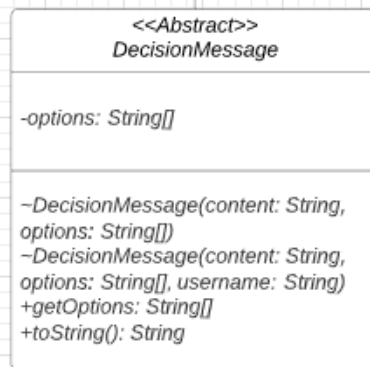 <<Abstract>>
DecisionMessage
-options: String[]
~DecisionMessage(content: String,
options: String[])
~DecisionMessage(content: String,
options: String[], username: String)
+getOptions: String[]
+toString(): String